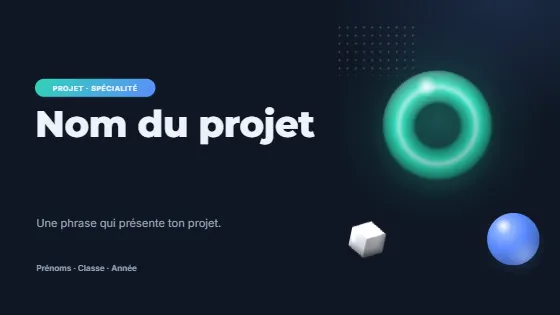 PROJET · SPÉCIALITÉ
Nom du projet
Une phrase qui présente ton projet.
Prénoms · Classe · Année